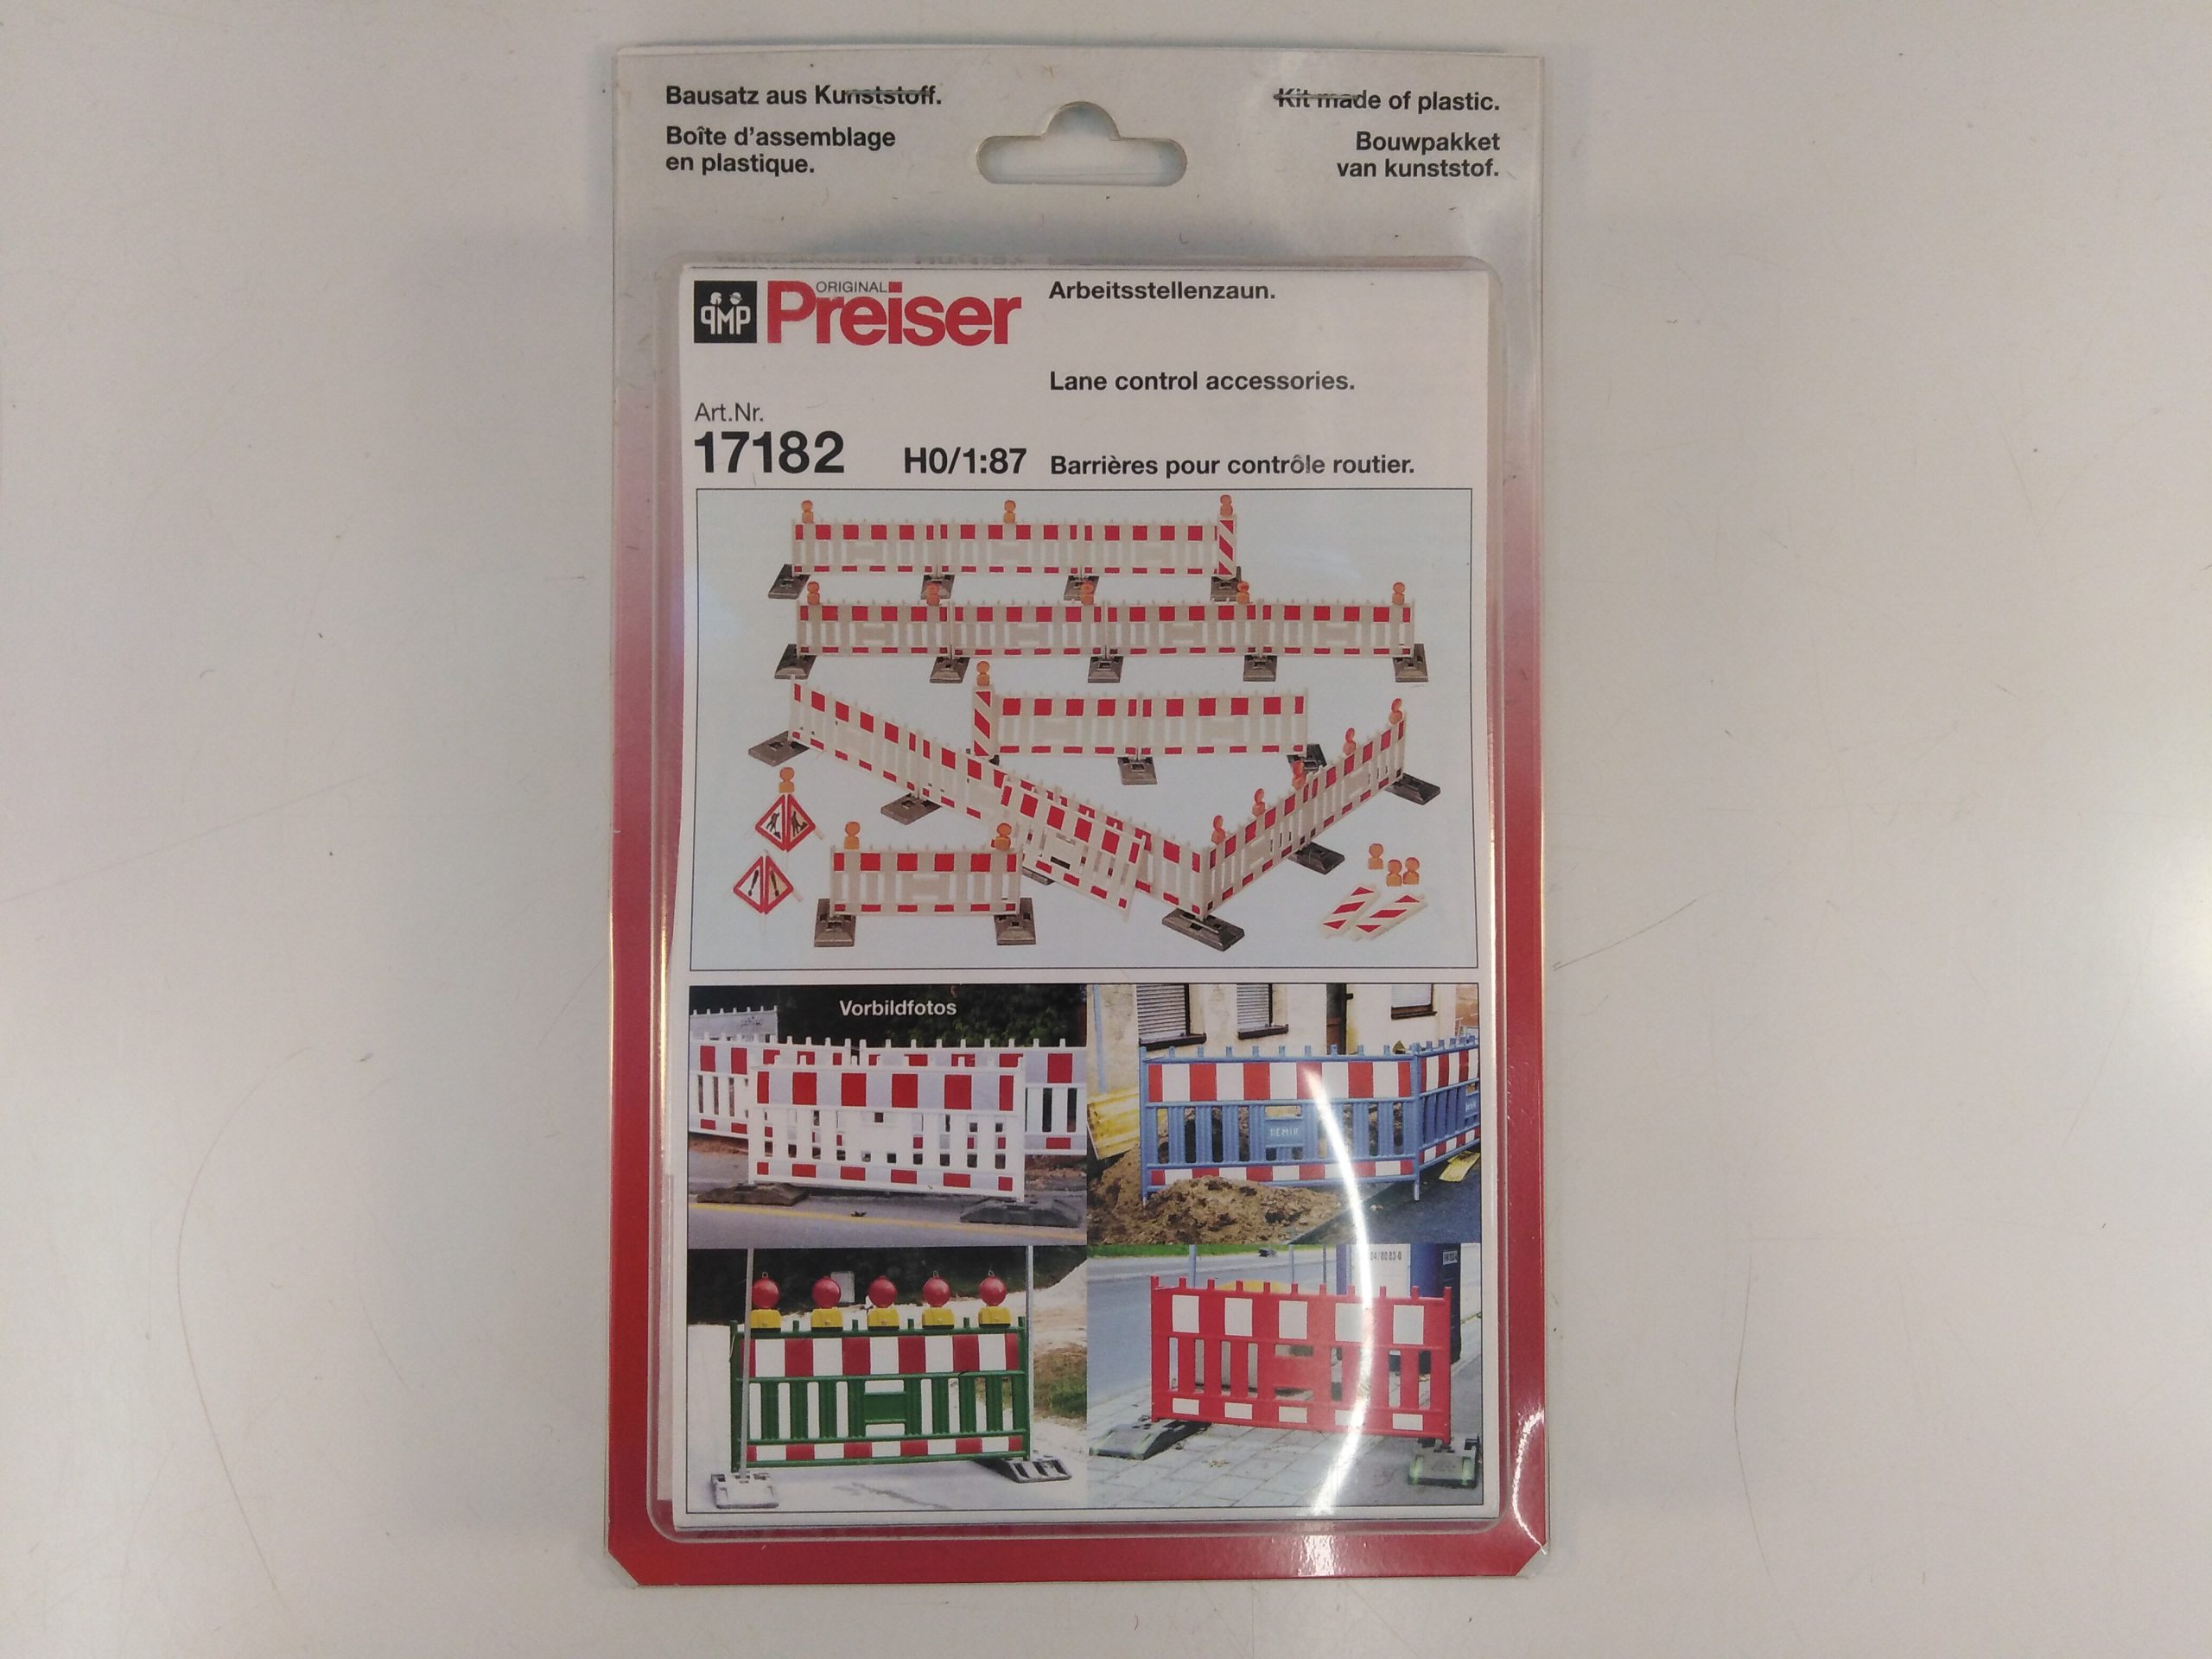 Bausatz aus Kunststoff.
Boîte d'assemblage
en plastique.
Kit made of plastic.
Bouwpakket
van kunststof.
PMP
ORIGINAL
Preiser
Arbeitsstellenzaun.
Lane control accessories.
Art.Nr.
17182
H0/1:87
Barrières pour contrôle routier.
Vorbildfotos